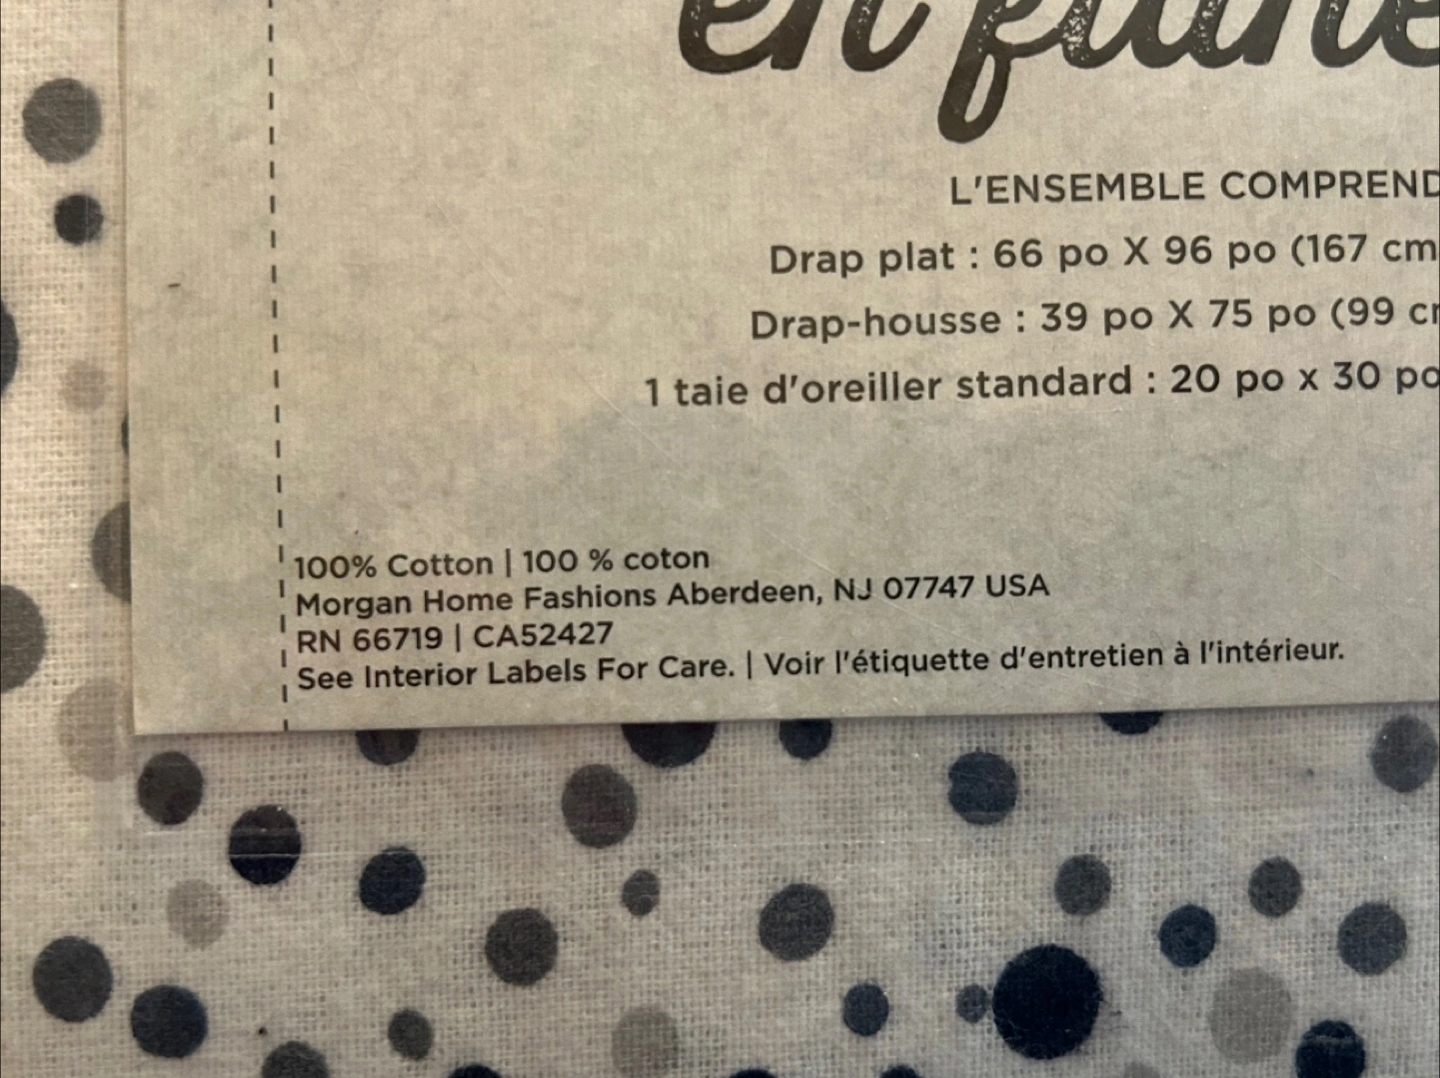 en
L'ENSEMBLE COMPREND
Drap plat : 66 po X 96 po (167 cm
Drap-housse : 39 po X 75 po (99 c
1 taie d'oreiller standard : 20 po x 30 po
100% Cotton | 100 % coton
Morgan Home Fashions Aberdeen, NJ 07747 USA
RN 66719 | CA52427
See Interior Labels For Care. | Voir l'étiquette d'entretien à l'intérieur.